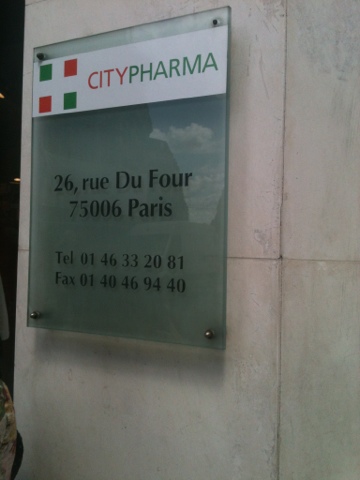 CITYPHARMA
26, rue Du Four
75006 Paris
Tel 01 46 33 20 81
Fax 01 40 46 94 40